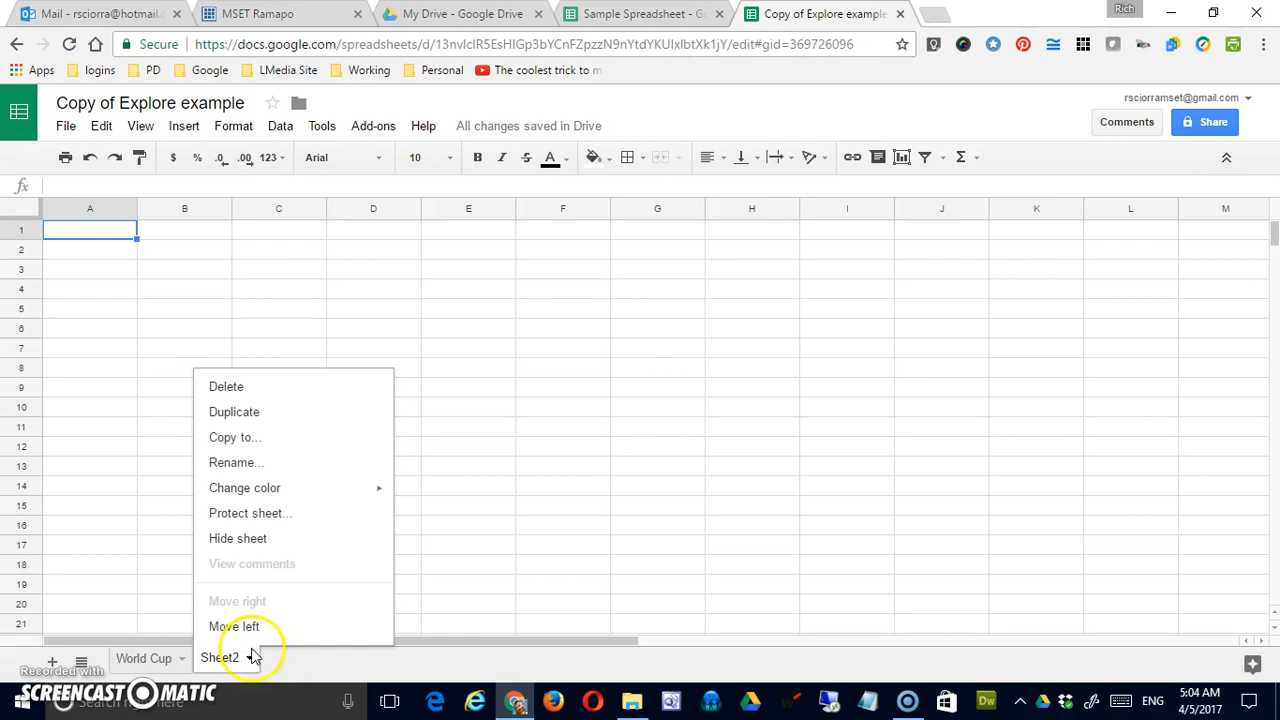 Mail - rsciorra@hotmail.c
MSET Ramapo
My Drive - Google Drive
Sample Spreadsheet - Go
Copy of Explore example
Rich
Secure
https://docs.google.com/spreadsheets/d/13nvIcIR5EsHIGp3bYCnFZpzzN9nYtdYKUIxIbtXk1jY/edit#gid=369726096
Apps
logins
PD
Google
LMedia Site
Working
Personal
The coolest trick to m
Copy of Explore example
rsciorramset@gmail.com
File Edit View Insert Format Data Tools Add-ons Help All changes saved in Drive
Comments
Share
$ % .0 .00 123 Arial 10 B I S A Σ
fx
A B C D E F G H I J K L M
1
2
3
4
5
6
7
8
9
10
11
12
13
14
15
16
17
18
19
20
21
Delete
Duplicate
Copy to...
Rename...
Change color
Protect sheet...
Hide sheet
View comments
Move right
Move left
World Cup
Sheet2
Recorded with
SCREENCAST MATIC
Dw
ENG
5:04 AM
4/5/2017